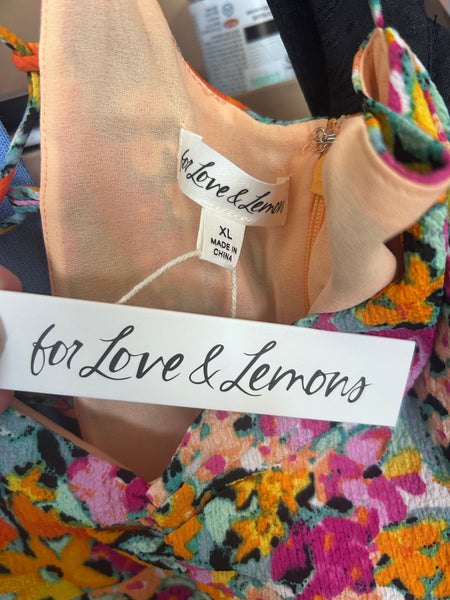 for Love & Lemons
XL
MADE IN
CHINA
for Love & Lemons